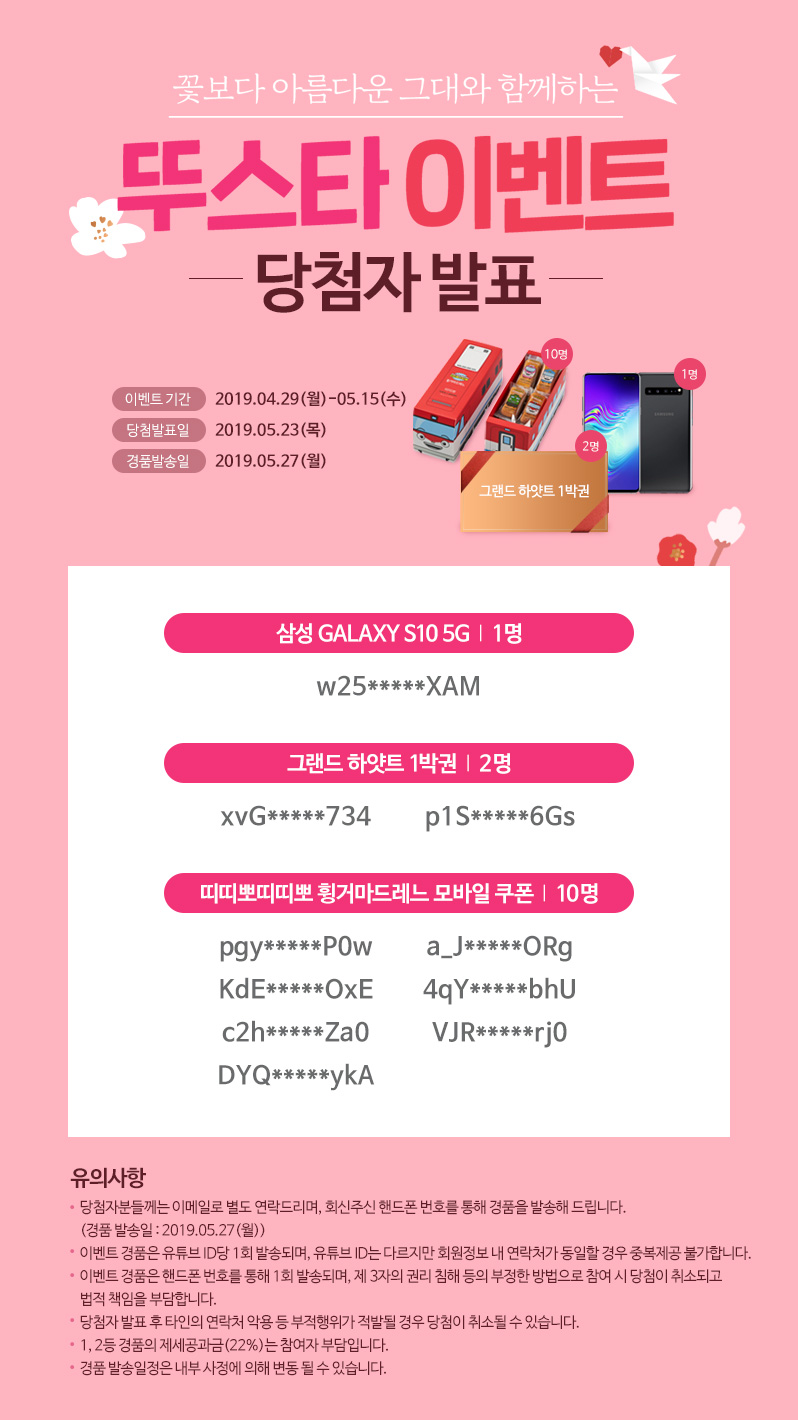 꽃보다 아름다운 그대와 함께하는
뚜스타 이벤트
당첨자 발표
이벤트 기간 2019.04.29(월)-05.15(수)
당첨발표일 2019.05.23(목)
경품발송일 2019.05.27(월)
10명
1명
2명
그랜드 하얏트 1박권
SAMSUNG
삼성 GALAXY S10 5G | 1명
w25*****XAM
그랜드 하얏트 1박권 | 2명
xvG*****734 p1S*****6Gs
띠띠뽀띠띠뽀 휭거마드레느 모바일 쿠폰 | 10명
pgy*****P0w a_J*****ORg
KdE*****OxE 4qY*****bhU
c2h*****Za0 VJR*****rj0
DYQ*****ykA
유의사항
• 당첨자분들께는 이메일로 별도 연락드리며, 회신주신 핸드폰 번호를 통해 경품을 발송해 드립니다.
(경품 발송일 : 2019.05.27(월))
• 이벤트 경품은 유튜브 ID당 1회 발송되며, 유튜브 ID는 다르지만 회원정보 내 연락처가 동일할 경우 중복제공 불가합니다.
• 이벤트 경품은 핸드폰 번호를 통해 1회 발송되며, 제 3자의 권리 침해 등의 부정한 방법으로 참여 시 당첨이 취소되고
법적 책임을 부담합니다.
• 당첨자 발표 후 타인의 연락처 악용 등 부적행위가 적발될 경우 당첨이 취소될 수 있습니다.
• 1, 2등 경품의 제세공과금(22%)는 참여자 부담입니다.
• 경품 발송일정은 내부 사정에 의해 변동 될 수 있습니다.